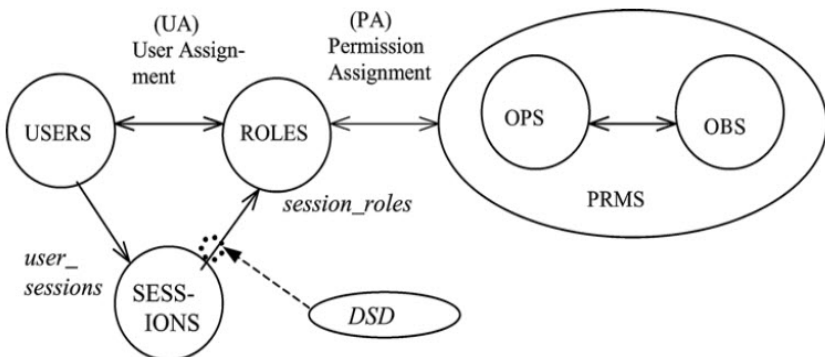 (UA)
User Assign-
ment
(PA)
Permission
Assignment
USERS
ROLES
OPS
OBS
PRMS
session_roles
user_
sessions
SESS-
IONS
DSD